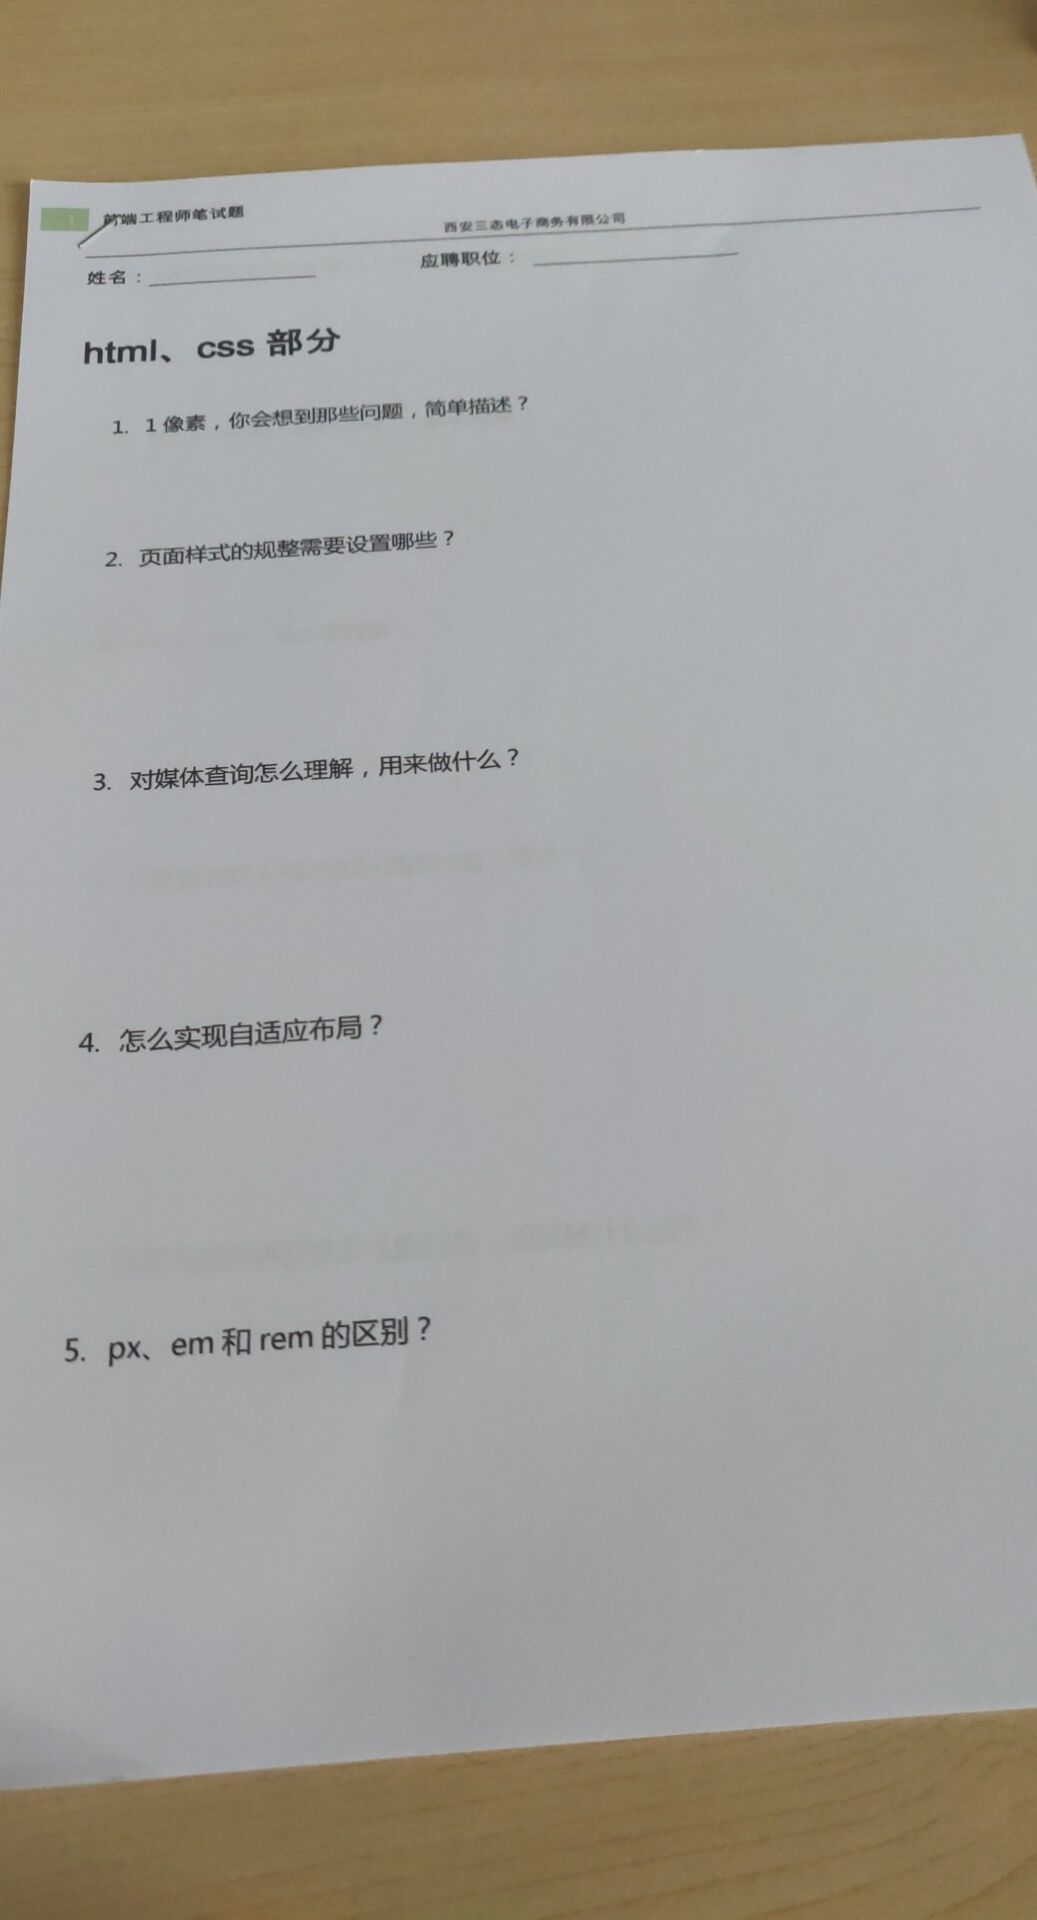 前端工程师笔试题
西安三态电子商务有限公司
姓名：
应聘职位：
html、css 部分
1. 1 像素，你会想到那些问题，简单描述？
2. 页面样式的规整需要设置哪些？
3. 对媒体查询怎么理解，用来做什么？
4. 怎么实现自适应布局？
5. px、em 和 rem 的区别？